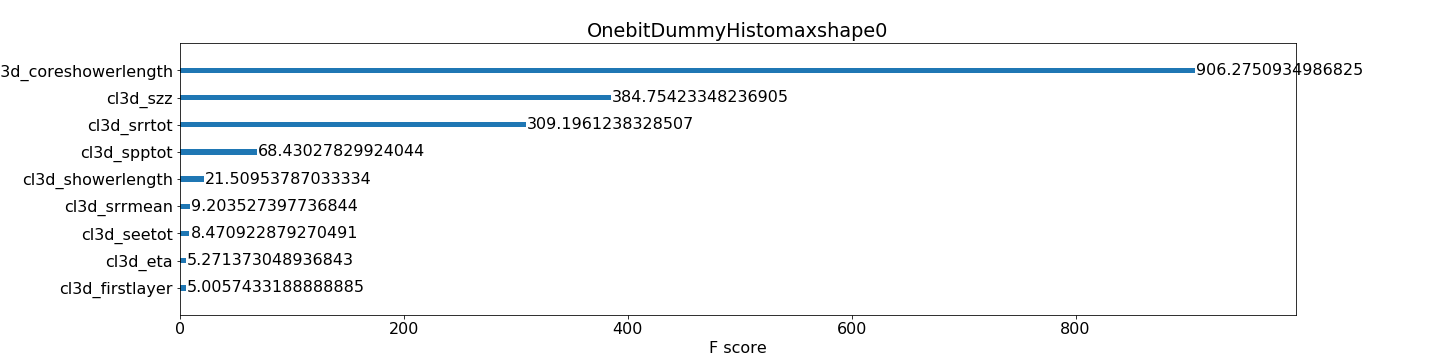 OnebitDummyHistomaxshape0
3d_coreshowerlength 906.2750934986825
cl3d_szz 384.75423348236905
cl3d_srrtot 309.1961238328507
cl3d_spptot 68.43027829924044
cl3d_showerlength 21.50953787033334
cl3d_srrmean 9.203527397736844
cl3d_seetot 8.470922879270491
cl3d_eta 5.271373048936843
cl3d_firstlayer 5.0057433188888885
0 200 400 600 800
F score